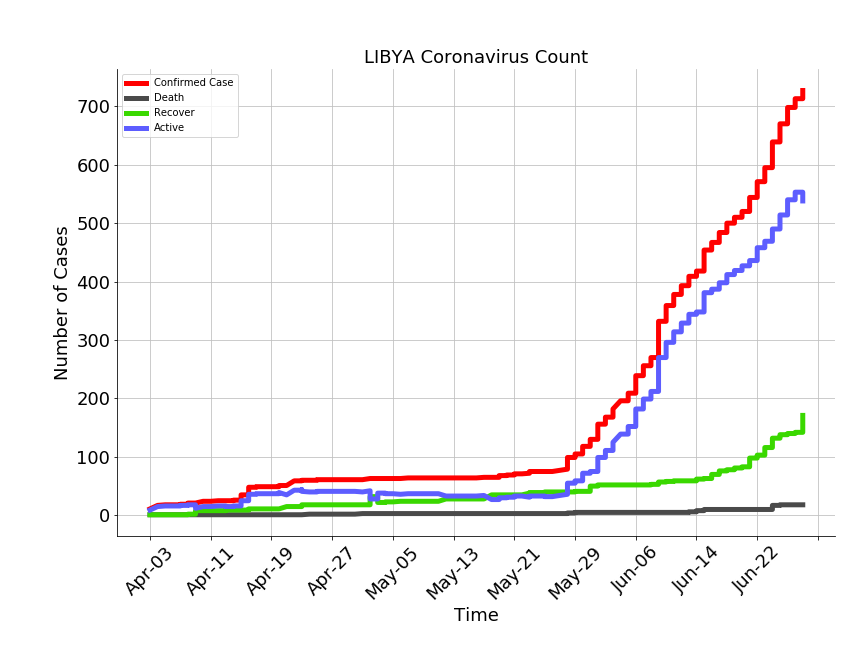 LIBYA Coronavirus Count
Confirmed Case
Death
Recover
Active
Number of Cases
700
600
500
400
300
200
100
0
Apr-03
Apr-11
Apr-19
Apr-27
May-05
May-13
May-21
May-29
Jun-06
Jun-14
Jun-22
Time